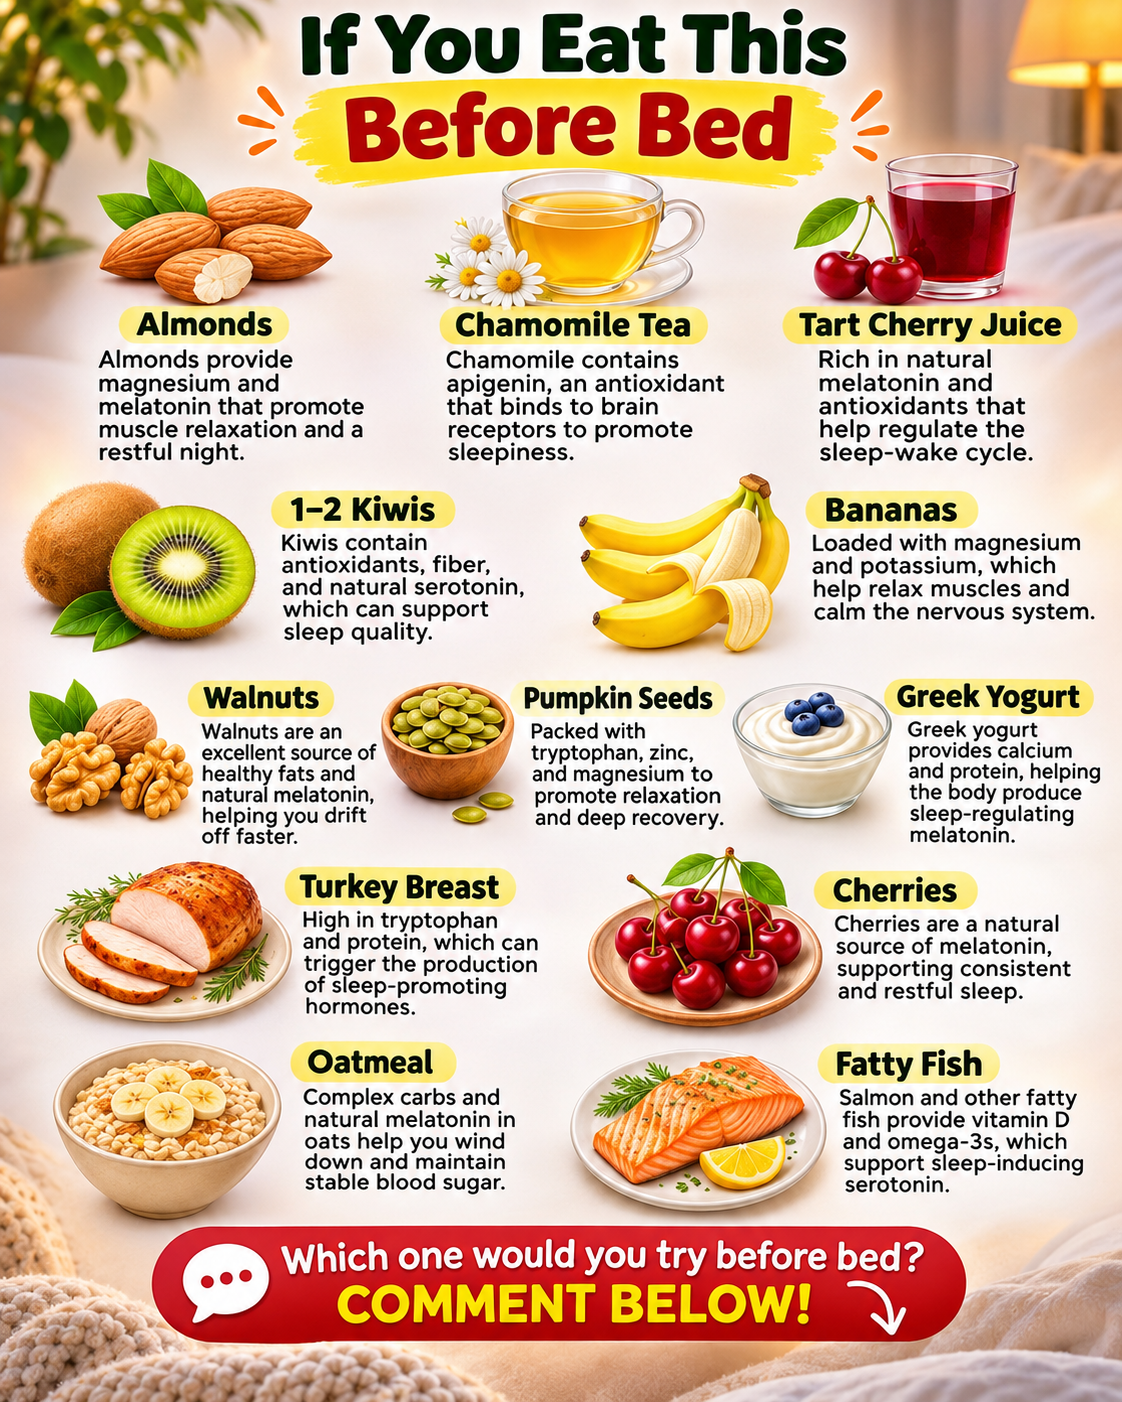 If You Eat This
Before Bed
Almonds
Almonds provide
magnesium and
melatonin that promote
muscle relaxation and a
restful night.
Chamomile Tea
Chamomile contains
apigenin, an antioxidant
that binds to brain
receptors to promote
sleepiness.
Tart Cherry Juice
Rich in natural
melatonin and
antioxidants that
help regulate the
sleep-wake cycle.
1–2 Kiwis
Kiwis contain
antioxidants, fiber,
and natural serotonin,
which can support
sleep quality.
Bananas
Loaded with magnesium
and potassium, which
help relax muscles and
calm the nervous system.
Walnuts
Walnuts are an
excellent source of
healthy fats and
natural melatonin,
helping you drift
off faster.
Pumpkin Seeds
Packed with
tryptophan, zinc,
and magnesium to
promote relaxation
and deep recovery.
Greek Yogurt
Greek yogurt
provides calcium
and protein, helping
the body produce
sleep-regulating
melatonin.
Turkey Breast
High in tryptophan
and protein, which can
trigger the production
of sleep-promoting
hormones.
Cherries
Cherries are a natural
source of melatonin,
supporting consistent
and restful sleep.
Oatmeal
Complex carbs and
natural melatonin in
oats help you wind
down and maintain
stable blood sugar.
Fatty Fish
Salmon and other fatty
fish provide vitamin D
and omega-3s, which
support sleep-inducing
serotonin.
Which one would you try before bed?
COMMENT BELOW!